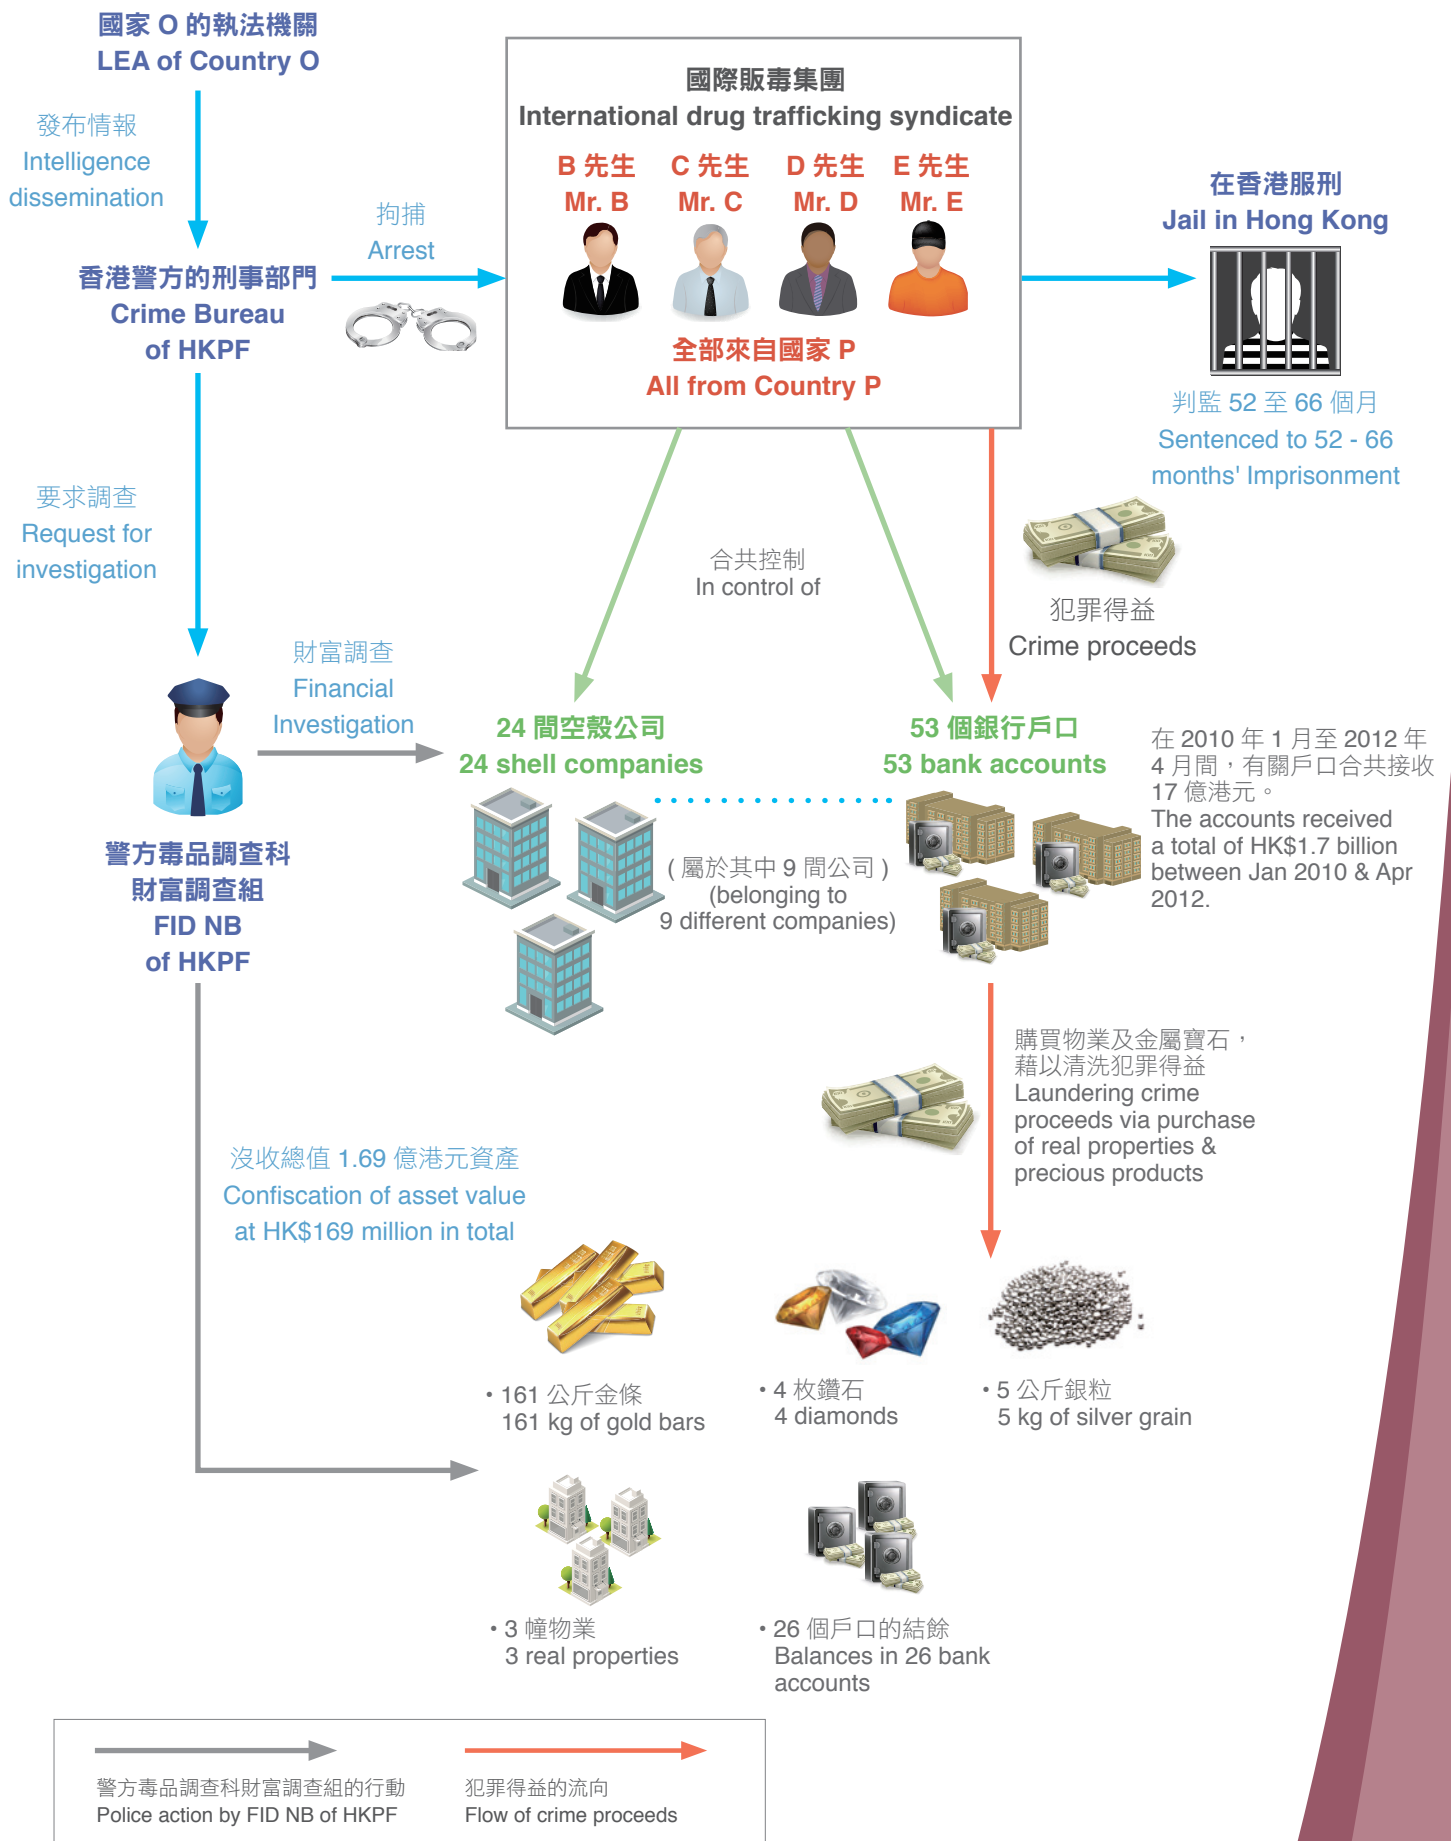 國家 O 的執法機關
LEA of Country O
發布情報
Intelligence
dissemination
香港警方的刑事部門
Crime Bureau
of HKPF
拘捕
Arrest
國際販毒集團
International drug trafficking syndicate
B 先生
Mr. B
C 先生
Mr. C
D 先生
Mr. D
E 先生
Mr. E
全部來自國家 P
All from Country P
在香港服刑
Jail in Hong Kong
判監 52 至 66 個月
Sentenced to 52 - 66
months' Imprisonment
要求調查
Request for
investigation
合共控制
In control of
犯罪得益
Crime proceeds
財富調查
Financial
Investigation
警方毒品調查科
財富調查組
FID NB
of HKPF
24 間空殼公司
24 shell companies
53 個銀行戶口
53 bank accounts
( 屬於其中 9 間公司 )
(belonging to
9 different companies)
在 2010 年 1 月至 2012 年
4 月間，有關戶口合共接收
17 億港元。
The accounts received
a total of HK$1.7 billion
between Jan 2010 & Apr
2012.
購買物業及金屬寶石，
藉以清洗犯罪得益
Laundering crime
proceeds via purchase
of real properties &
precious products
沒收總值 1.69 億港元資產
Confiscation of asset value
at HK$169 million in total
• 161 公斤金條
161 kg of gold bars
• 4 枚鑽石
4 diamonds
• 5 公斤銀粒
5 kg of silver grain
• 3 幢物業
3 real properties
• 26 個戶口的結餘
Balances in 26 bank
accounts
警方毒品調查科財富調查組的行動
Police action by FID NB of HKPF
犯罪得益的流向
Flow of crime proceeds